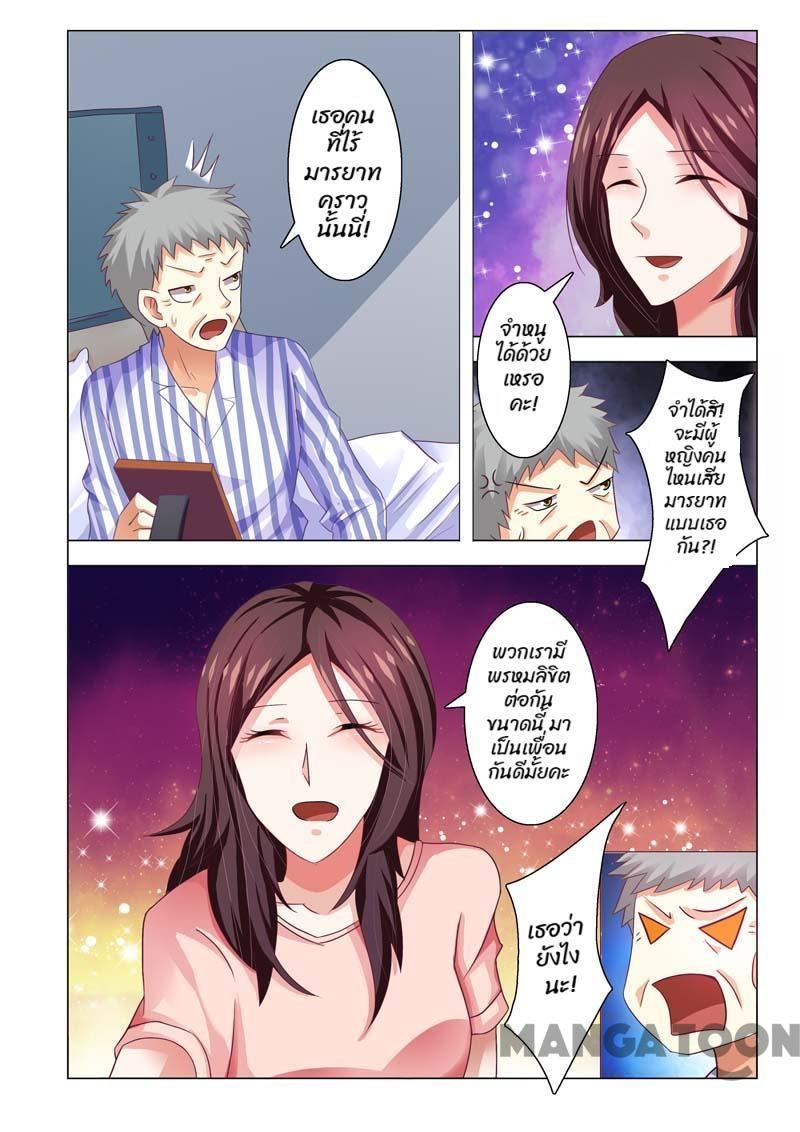 เธอคน
ที่ไร้
มารยาท
คราว
นั้นนี่!
จำหนู
ได้ด้วย
เหรอ
คะ!
จำได้สิ!
จะมีผู้
หญิงคน
ไหนเสีย
มารยาท
แบบเธอ
กัน?!
พวกเรามี
พรหมลิขิต
ต่อกัน
ขนาดนี้ มา
เป็นเพื่อน
กันดีมั้ยคะ
เธอว่า
ยังไง
นะ!
MANGATOON